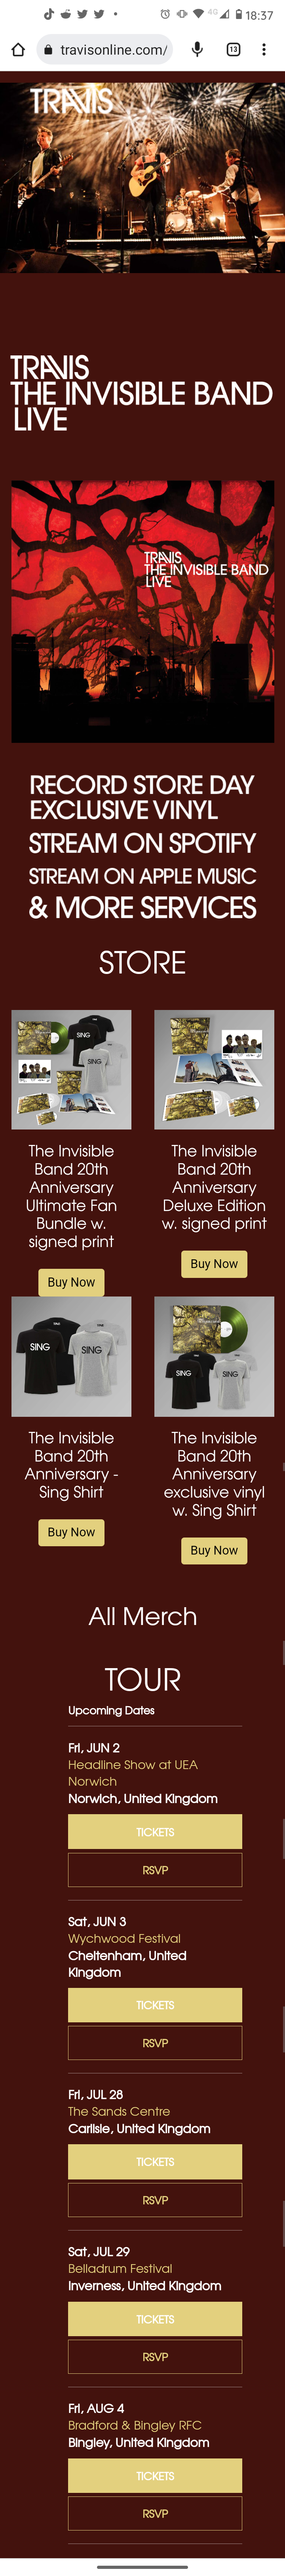 4G
18:37
travisonline.com/
13
TRAVIS
TRAVIS
THE INVISIBLE BAND
LIVE
TRAVIS
THE INVISIBLE BAND
LIVE
RECORD STORE DAY
EXCLUSIVE VINYL
STREAM ON SPOTIFY
STREAM ON APPLE MUSIC
& MORE SERVICES
STORE
SING
SING
The Invisible
Band 20th
Anniversary
Ultimate Fan
Bundle w.
signed print
Buy Now
The Invisible
Band 20th
Anniversary
Deluxe Edition
w. signed print
Buy Now
SING
SING
The Invisible
Band 20th
Anniversary -
Sing Shirt
Buy Now
SING
SING
The Invisible
Band 20th
Anniversary
exclusive vinyl
w. Sing Shirt
Buy Now
All Merch
TOUR
Upcoming Dates
Fri, JUN 2
Headline Show at UEA
Norwich
Norwich, United Kingdom
TICKETS
RSVP
Sat, JUN 3
Wychwood Festival
Cheltenham, United
Kingdom
TICKETS
RSVP
Fri, JUL 28
The Sands Centre
Carlisle, United Kingdom
TICKETS
RSVP
Sat, JUL 29
Belladrum Festival
Inverness, United Kingdom
TICKETS
RSVP
Fri, AUG 4
Bradford & Bingley RFC
Bingley, United Kingdom
TICKETS
RSVP